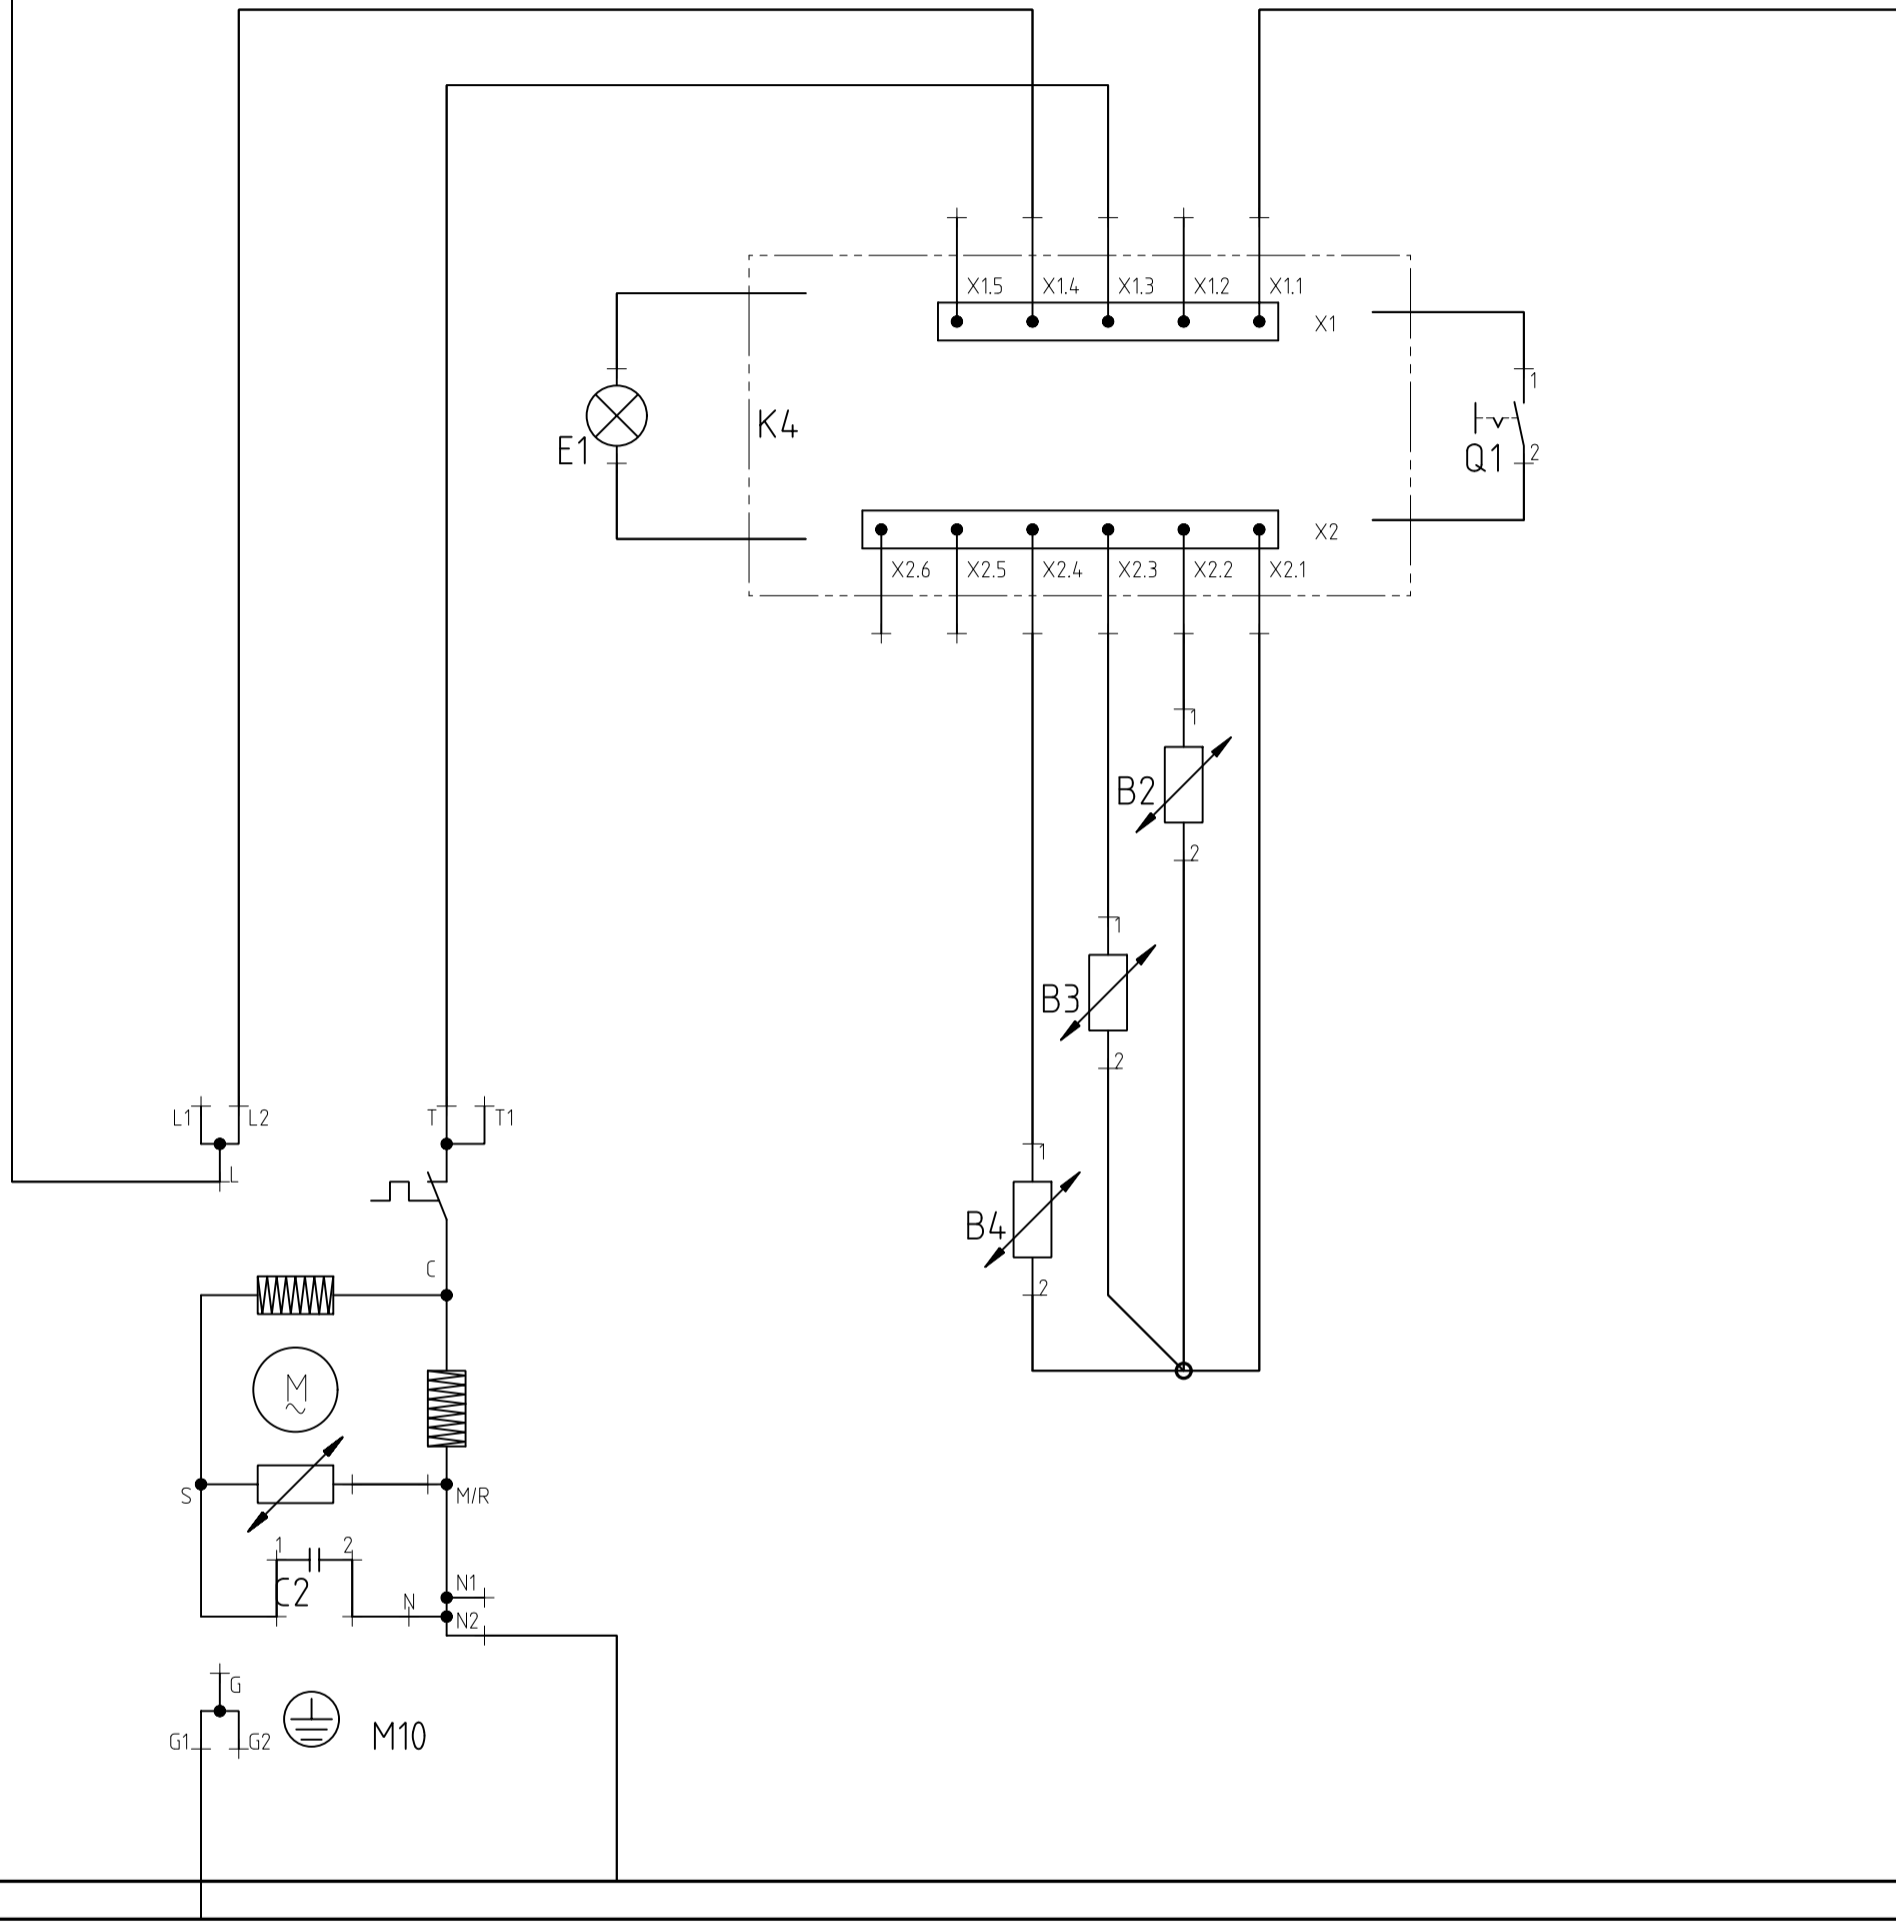 X1.5 X1.4 X1.3 X1.2 X1.1
X1
1
K4
E1
Q1 2
X2
X2.6 X2.5 X2.4 X2.3 X2.2 X2.1
1
B2
2
1
B3
2
L1 L2 T T1
1
L
B4
C
2
M
~
S M/R
1 2
C2
N N1
N2
G
G1 G2 M10